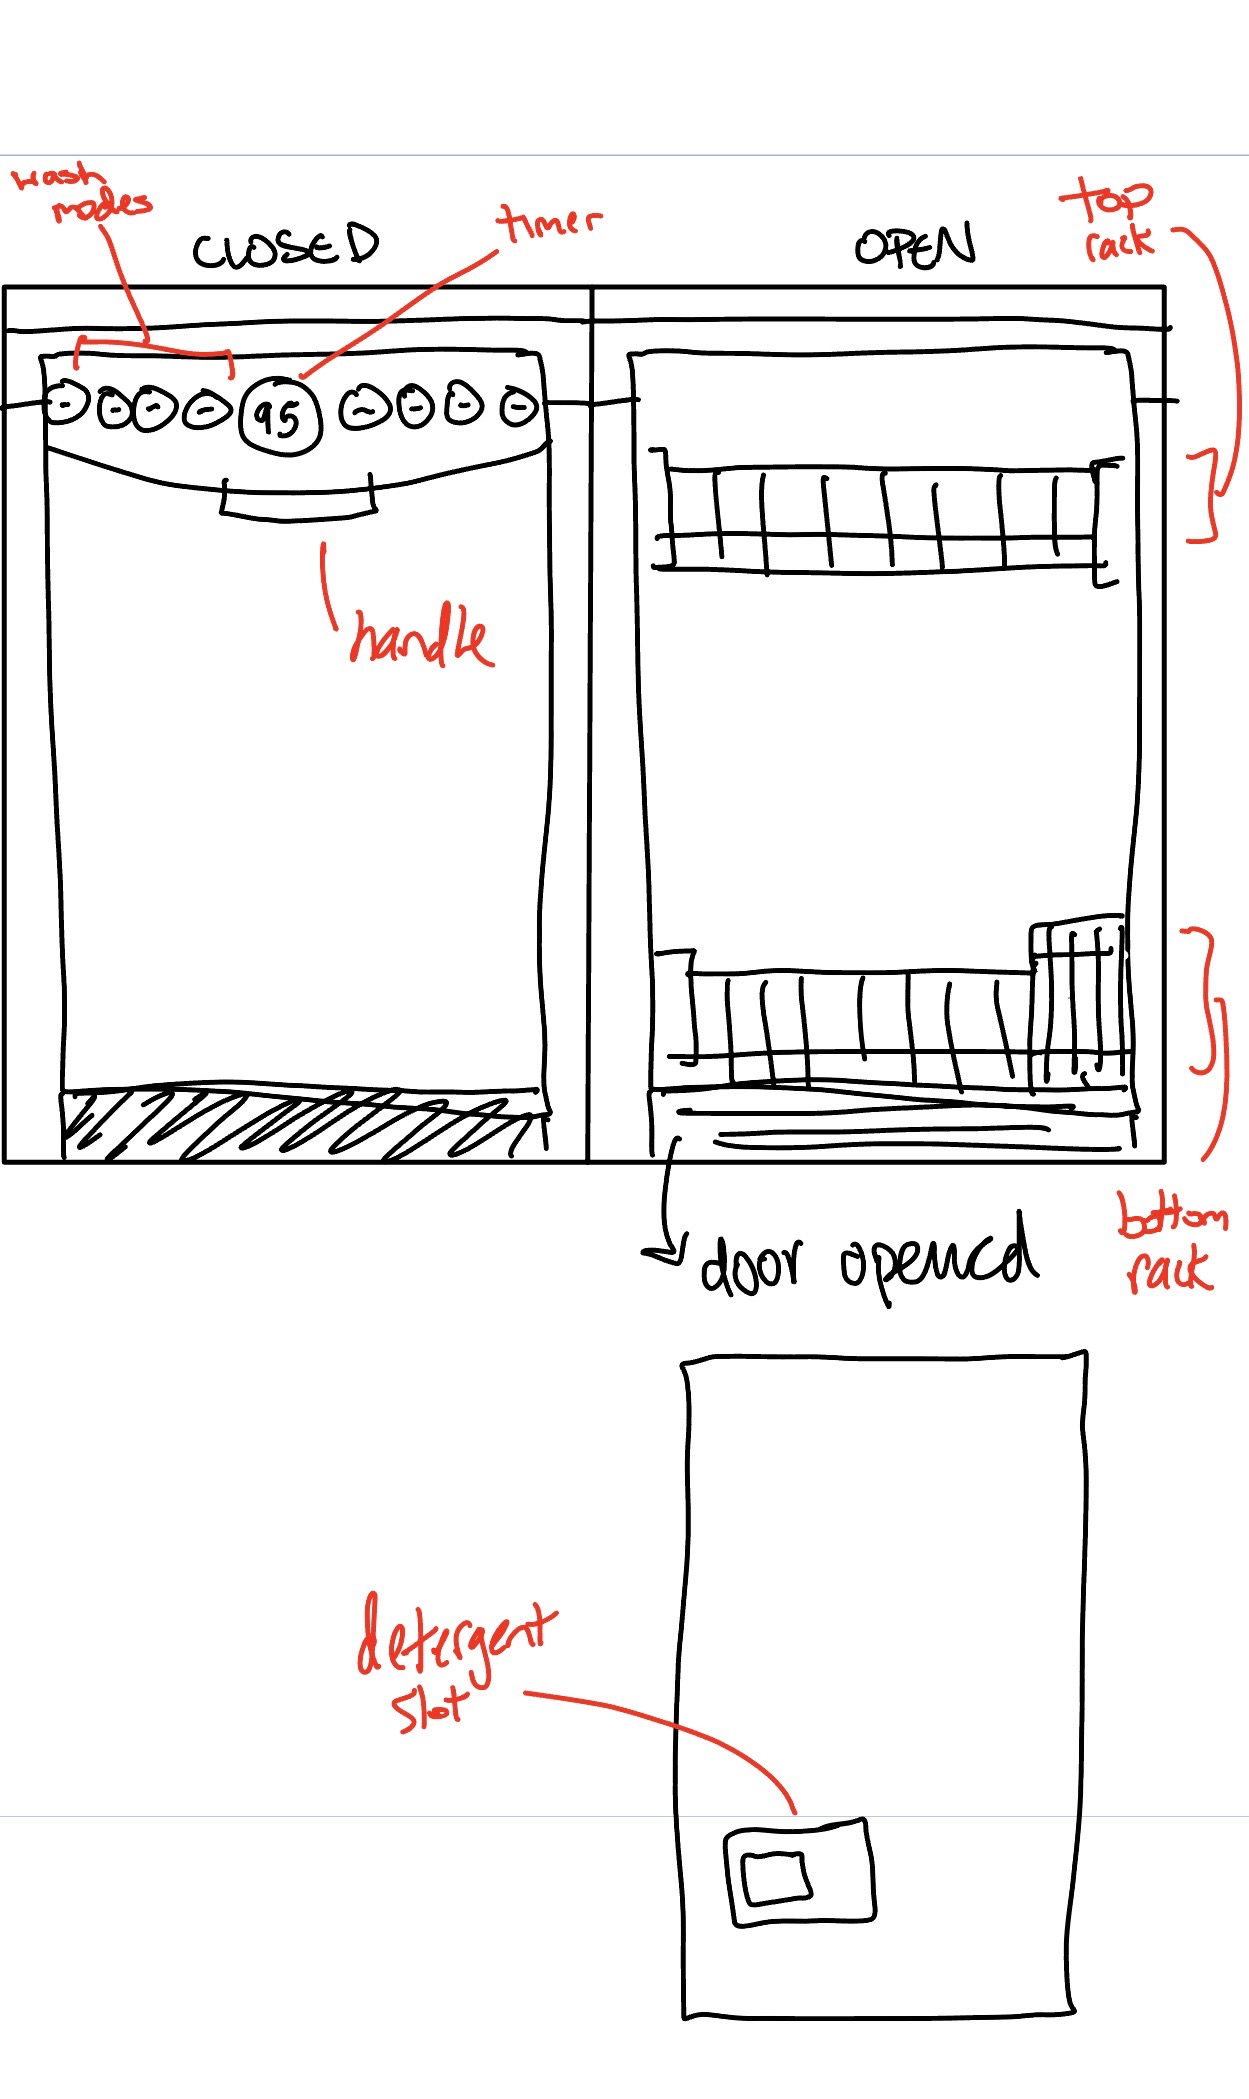 wash
modes
timer
top
rack
CLOSED
OPEN
95
handle
door opened
bottom
rack
detergent
slot